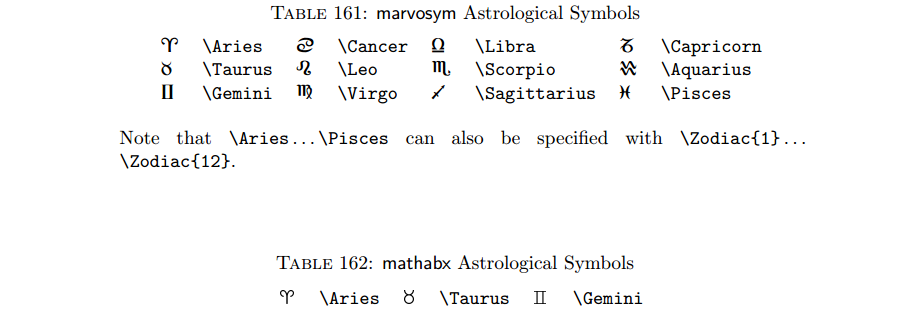 TABLE 161: marvosym Astrological Symbols
♈ \Aries ♋ \Cancer ♎ \Libra ♑ \Capricorn
♉ \Taurus ♌ \Leo ♏ \Scorpio ♒ \Aquarius
♊ \Gemini ♍ \Virgo ♐ \Sagittarius ♓ \Pisces
Note that \Aries...\Pisces can also be specified with \Zodiac{1}...
\Zodiac{12}.
TABLE 162: mathabx Astrological Symbols
♈ \Aries ♉ \Taurus ♊ \Gemini